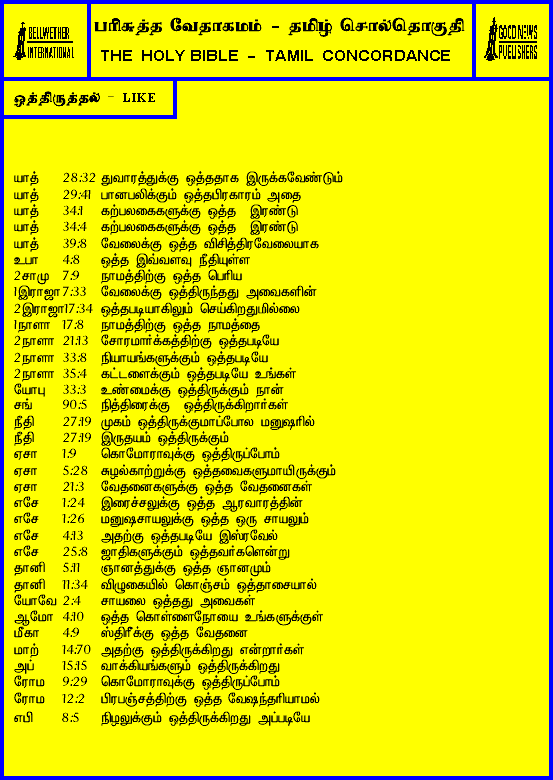 BELLWETHER
INTERNATIONAL
பரிசுத்த வேதாகமம் - தமிழ் சொல்தொகுதி
THE HOLY BIBLE - TAMIL CONCORDANCE
GOOD NEWS
PUBLISHERS
ஒத்திருத்தல் - LIKE
யாத் 28:32 துவாரத்துக்கு ஒத்ததாக இருக்கவேண்டும்
யாத் 29:41 பானபலிக்கும் ஒத்தபிரகாரம் அதை
யாத் 34:1 கற்பலகைகளுக்கு ஒத்த இரண்டு
யாத் 34:4 கற்பலகைகளுக்கு ஒத்த இரண்டு
யாத் 39:8 வேலைக்கு ஒத்த விசித்திரவேலையாக
உபா 4:8 ஒத்த இவ்வளவு நீதியுள்ள
2சாமு 7:9 நாமத்திற்கு ஒத்த பெரிய
1இராஜா 7:33 வேலைக்கு ஒத்திருந்தது அவைகளின்
2இராஜா17:34 ஒத்தபடியாகிலும் செய்கிறதுமில்லை
1நாளா 17:8 நாமத்திற்கு ஒத்த நாமத்தை
2நாளா 21:13 சோரமார்க்கத்திற்கு ஒத்தபடியே
2நாளா 33:8 நியாயங்களுக்கும் ஒத்தபடியே
2நாளா 35:4 கட்டளைக்கும் ஒத்தபடியே உங்கள்
யோபு 33:3 உண்மைக்கு ஒத்திருக்கும் நான்
சங் 90:5 நித்திரைக்கு ஒத்திருக்கிறார்கள்
நீதி 27:19 முகம் ஒத்திருக்குமாப்போல மனுஷரில்
நீதி 27:19 இருதயம் ஒத்திருக்கும்
ஏசா 1:9 கொமோராவுக்கு ஒத்திருப்போம்
ஏசா 5:28 சுழல்காற்றுக்கு ஒத்தவைகளுமாயிருக்கும்
ஏசா 21:3 வேதனைகளுக்கு ஒத்த வேதனைகள்
எசே 1:24 இரைச்சலுக்கு ஒத்த ஆரவாரத்தின்
எசே 1:26 மனுஷசாயலுக்கு ஒத்த ஒரு சாயலும்
எசே 4:13 அதற்கு ஒத்தபடியே இஸ்ரவேல்
எசே 25:8 ஜாதிகளுக்கும் ஒத்தவர்களென்று
தானி 5:11 ஞானத்துக்கு ஒத்த ஞானமும்
தானி 11:34 விழுகையில் கொஞ்சம் ஒத்தாசையால்
யோவே 2:4 சாயலை ஒத்தது அவைகள்
ஆமோ 4:10 ஒத்த கொள்ளைநோயை உங்களுக்குள்
மீகா 4:9 ஸ்திரீக்கு ஒத்த வேதனை
மாற் 14:70 அதற்கு ஒத்திருக்கிறது என்றார்கள்
அப் 15:15 வாக்கியங்களும் ஒத்திருக்கிறது
ரோம 9:29 கொமோராவுக்கு ஒத்திருப்போம்
ரோம 12:2 பிரபஞ்சத்திற்கு ஒத்த வேஷந்தரியாமல்
எபி 8:5 நிழலுக்கும் ஒத்திருக்கிறது அப்படியே